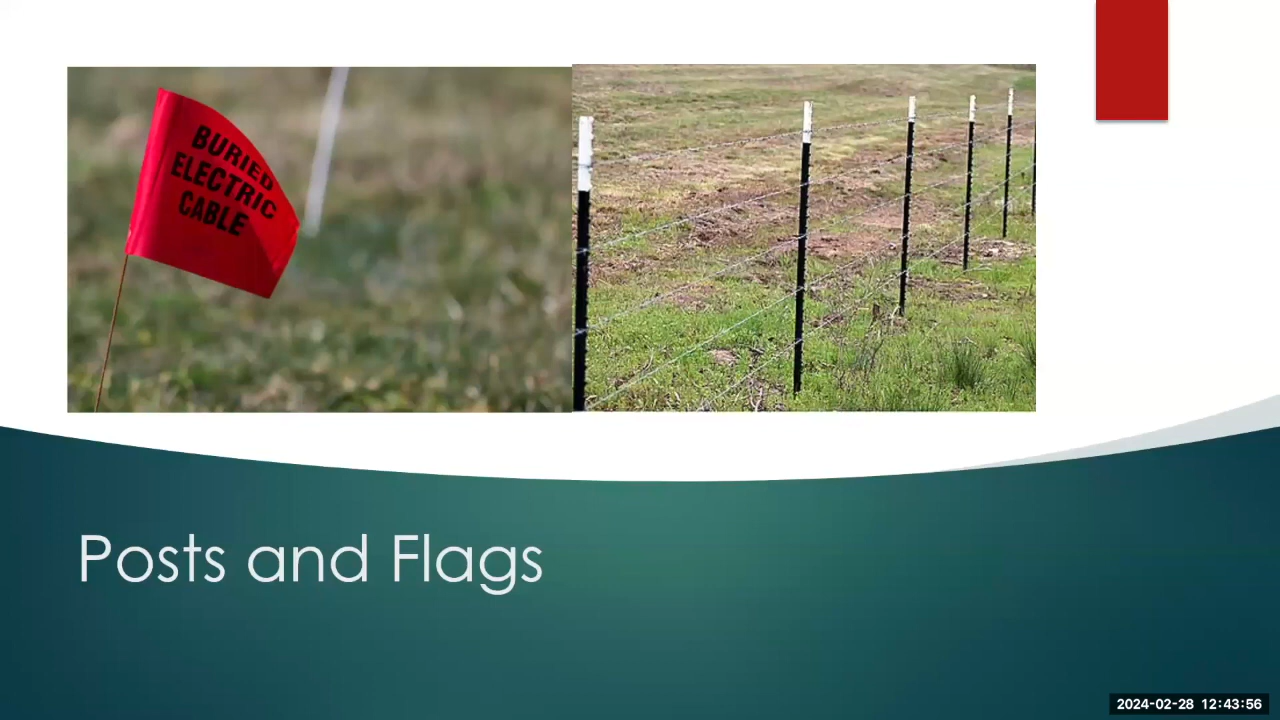 BURIED
ELECTRIC
CABLE
Posts and Flags
2024-02-28 12:43:56